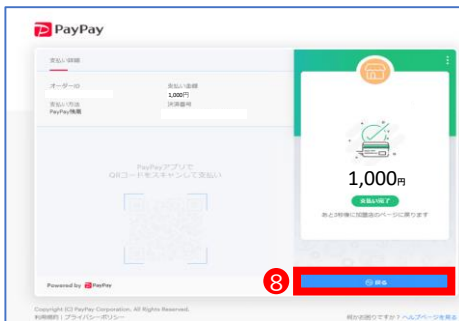 PayPay
支払い詳細
オーダーID
支払い金額
1,000円
支払い方法
決済番号
PayPay残高
PayPayアプリで
QRコードをスキャンして支払い
1,000円
支払い完了
あと3秒後に加盟店のページに戻ります
Powered by PayPay
8
戻る
Copyright (C) PayPay Corporation. All Rights Reserved.
利用規約 | プライバシーポリシー
何かお困りですか？ヘルプページを見る